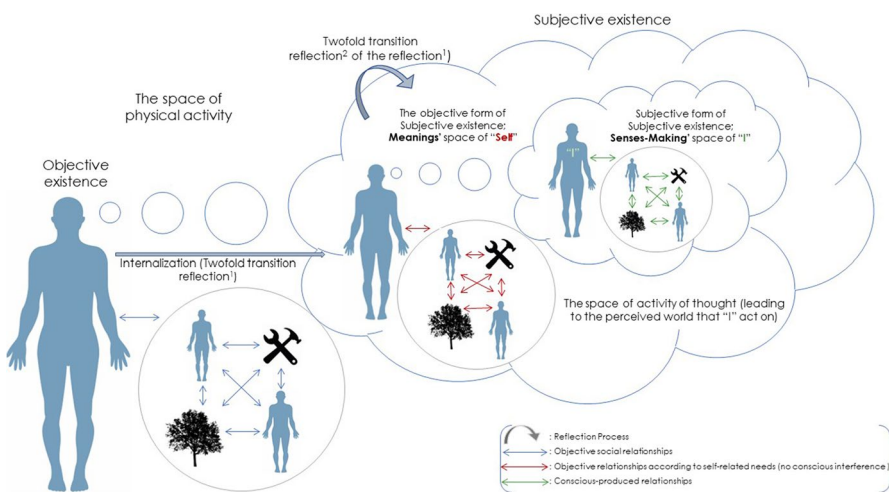 Subjective existence
Twofold transition
reflection² of the reflection¹)
The space of
physical activity
The objective form of
Subjective existence;
Meanings' space of "Self"
Subjective form of
Subjective existence;
Senses-Making' space of "I"
"I"
Objective
existence
Internalization (Twofold transition
reflection¹)
The space of activity of thought (leading
to the perceived world that "I" act on)
: Reflection Process
: Objective social relationships
: Objective relationships according to self-related needs (no conscious interference)
: Conscious-produced relationships